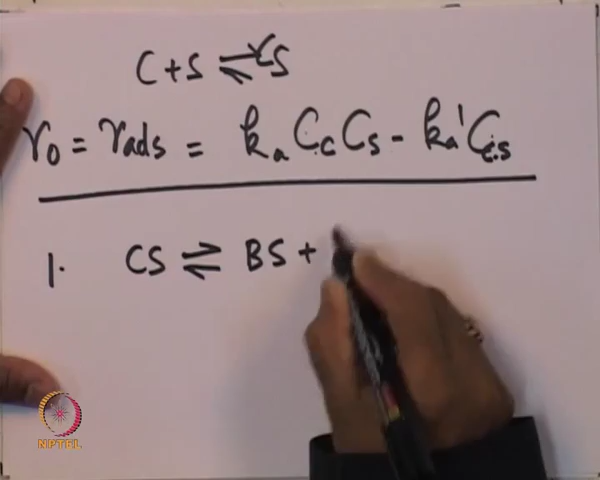 C + S ⇌ CS
r₀ = r_ads = k_a C_C C_S - k_a' C_C.S
1. CS ⇌ BS +
NPTEL